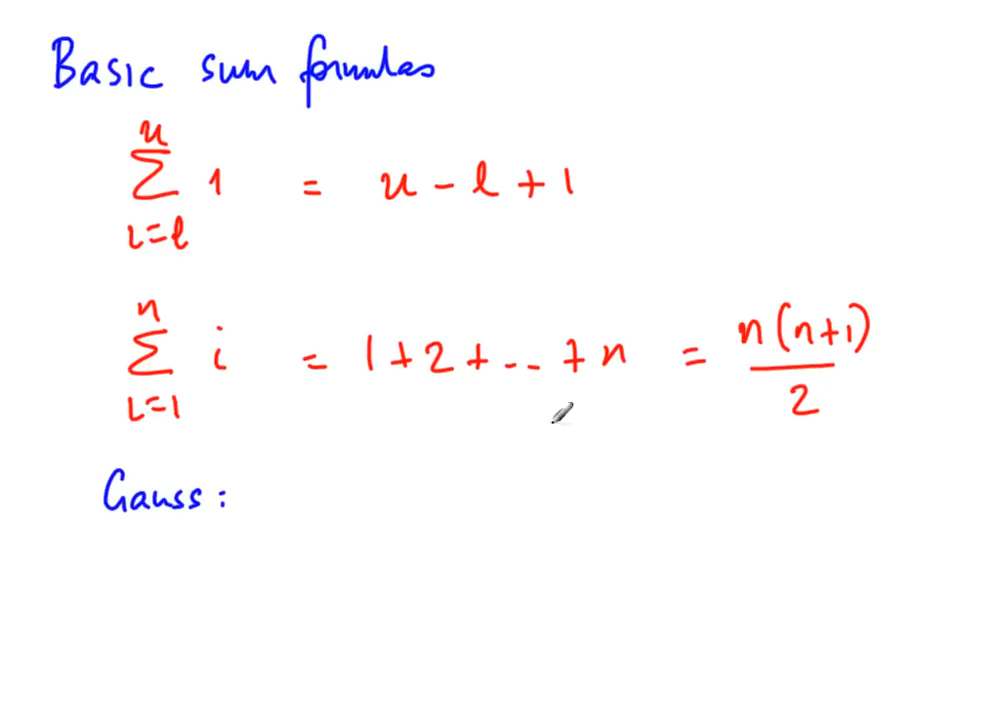 Basic sum formulas
u
∑ 1 = u - l + 1
i=l
n
∑ i = 1+2+...+n = n(n+1)/2
i=1
Gauss: